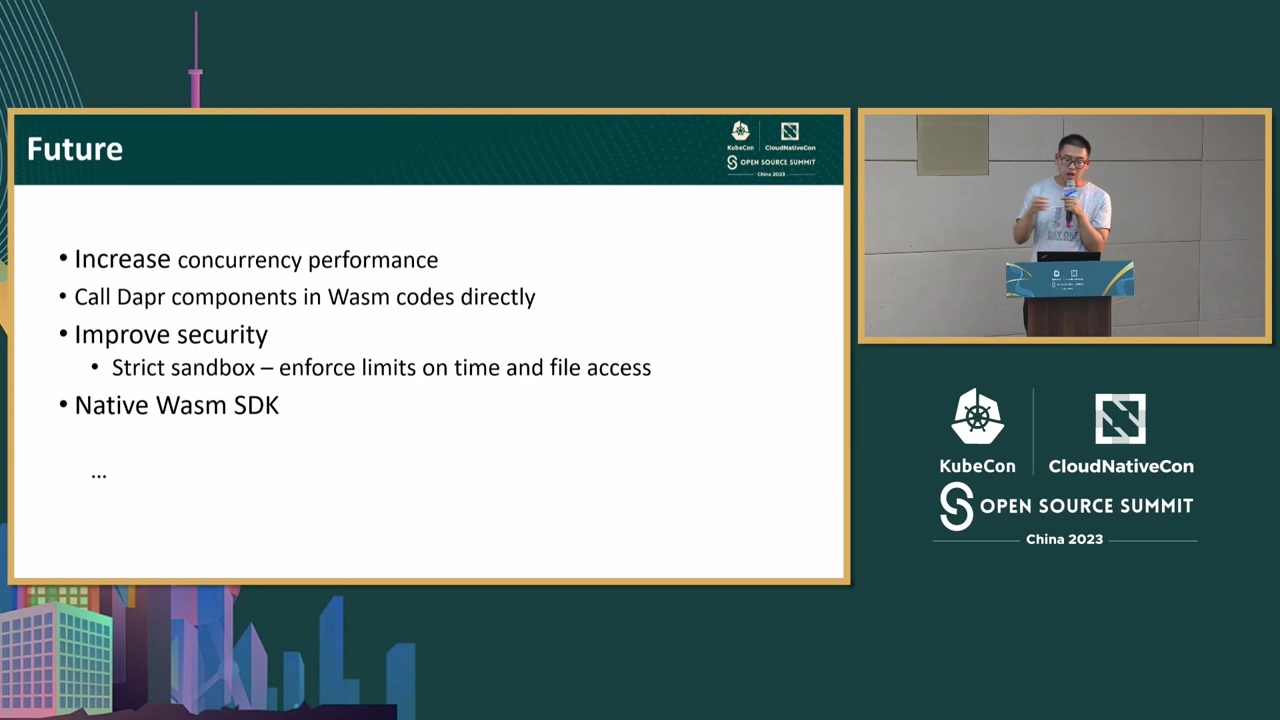 Future
KubeCon
CloudNativeCon
OPEN SOURCE SUMMIT
China 2023
• Increase concurrency performance
• Call Dapr components in Wasm codes directly
• Improve security
• Strict sandbox – enforce limits on time and file access
• Native Wasm SDK
...
KubeCon
CloudNativeCon
OPEN SOURCE SUMMIT
China 2023